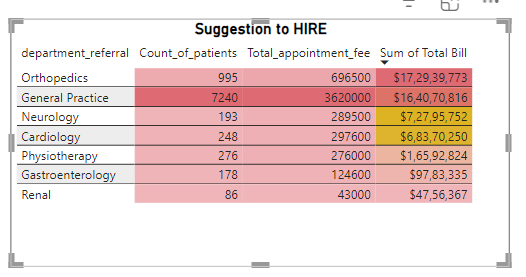 Suggestion to HIRE
department_referral Count_of_patients Total_appointment_fee Sum of Total Bill
Orthopedics 995 696500 $17,29,39,773
General Practice 7240 3620000 $16,40,70,816
Neurology 193 289500 $7,27,95,752
Cardiology 248 297600 $6,83,70,250
Physiotherapy 276 276000 $1,65,92,824
Gastroenterology 178 124600 $97,83,335
Renal 86 43000 $47,56,367